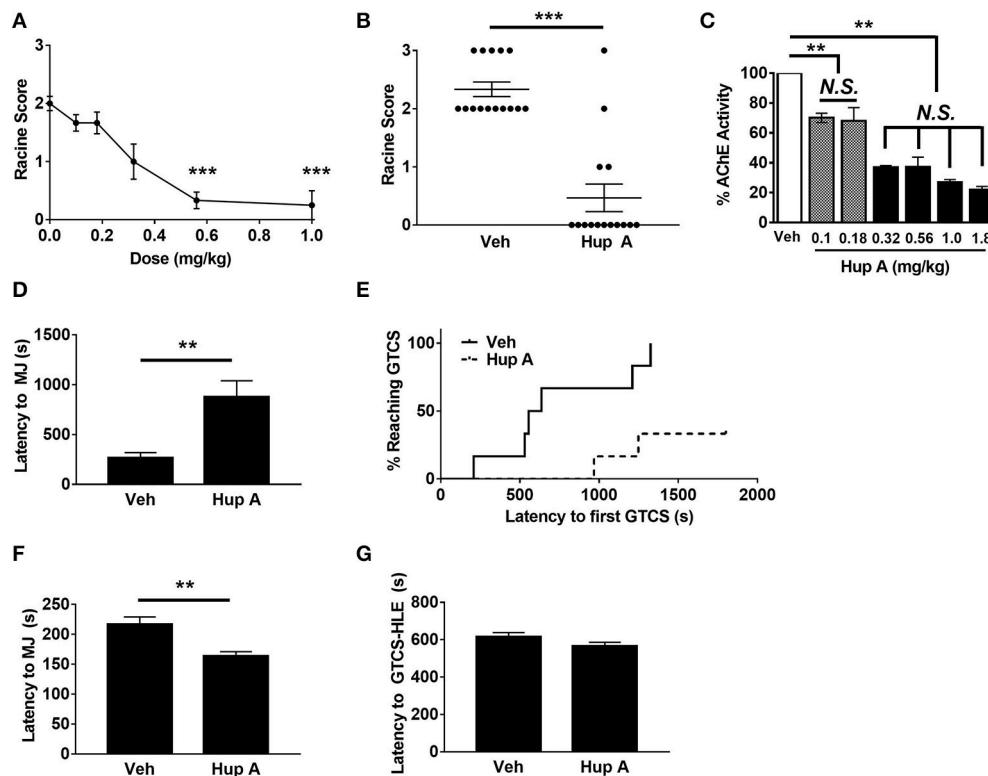 A
Racine Score
3
2
1
0
***
***
0.0 0.2 0.4 0.6 0.8 1.0
Dose (mg/kg)
B
Racine Score
3
2
1
0
***
Veh Hup A
C
% AChE Activity
100
80
60
40
20
0
**
**
N.S.
N.S.
Veh 0.1 0.18 0.32 0.56 1.0 1.8
Hup A (mg/kg)
D
Latency to MJ (s)
1500
1000
500
0
**
Veh Hup A
E
% Reaching GTCS
100
50
0
Veh
Hup A
0 500 1000 1500 2000
Latency to first GTCS (s)
F
Latency to MJ (s)
250
200
150
100
50
0
**
Veh Hup A
G
Latency to GTCS-HLE (s)
800
600
400
200
0
Veh Hup A